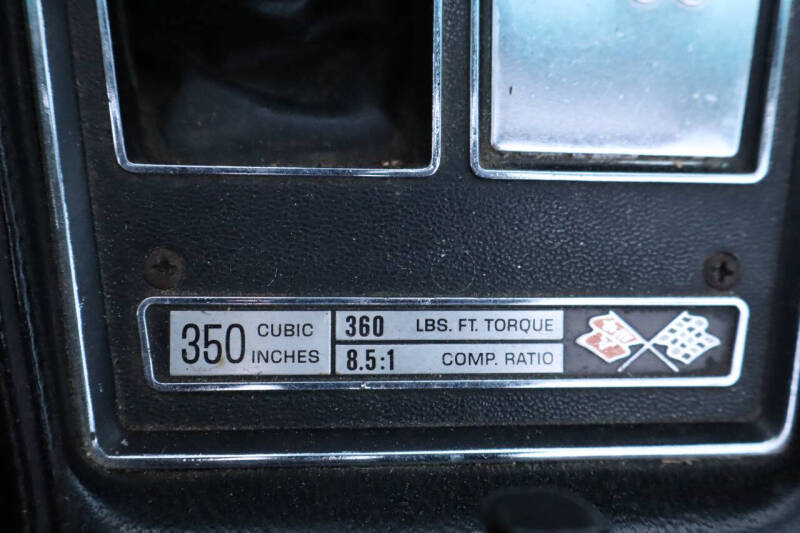 350 CUBIC INCHES
360 LBS. FT. TORQUE
8.5:1 COMP. RATIO